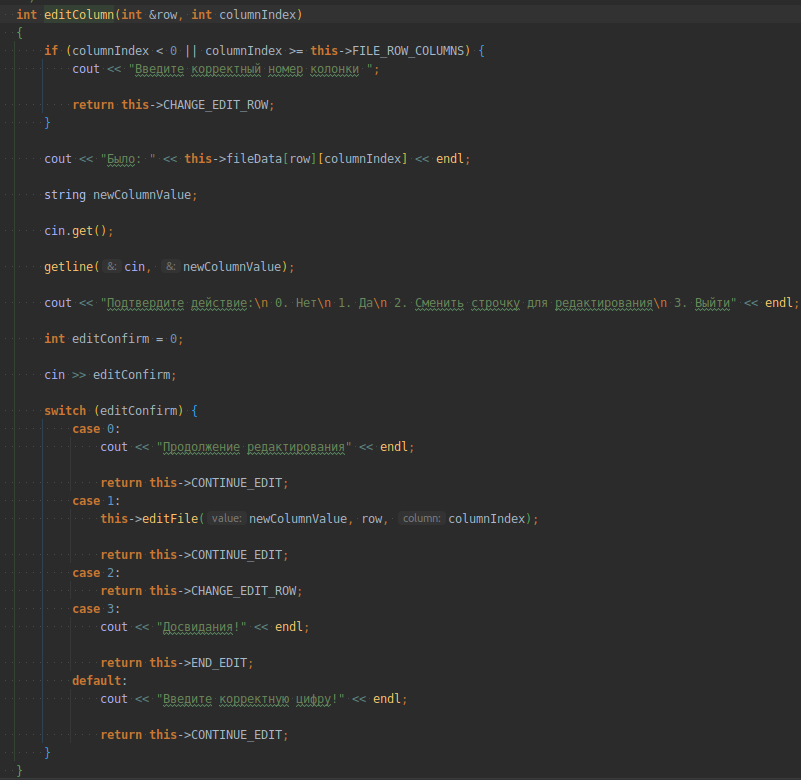 int editColumn(int &row, int columnIndex)
{
    if (columnIndex < 0 || columnIndex >= this->FILE_ROW_COLUMNS) {
        cout << "Введите корректный номер колонки ";
        return this->CHANGE_EDIT_ROW;
    }
    cout << "Было: " << this->fileData[row][columnIndex] << endl;
    string newColumnValue;
    cin.get();
    getline( &: cin, &: newColumnValue);
    cout << "Подтвердите действие:\n 0. Нет\n 1. Да\n 2. Сменить строчку для редактирования\n 3. Выйти" << endl;
    int editConfirm = 0;
    cin >> editConfirm;
    switch (editConfirm) {
        case 0:
            cout << "Продолжение редактирования" << endl;
            return this->CONTINUE_EDIT;
        case 1:
            this->editFile( value: newColumnValue, row, column: columnIndex);
            return this->CONTINUE_EDIT;
        case 2:
            return this->CHANGE_EDIT_ROW;
        case 3:
            cout << "Досвидания!" << endl;
            return this->END_EDIT;
        default:
            cout << "Введите корректную цифру!" << endl;
            return this->CONTINUE_EDIT;
    }
}